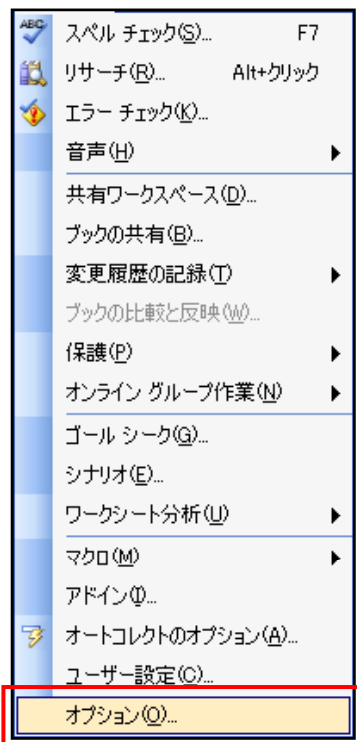 ABC
スペル チェック(S)... F7
リサーチ(R)... Alt+クリック
エラー チェック(K)...
音声(H)
共有ワークスペース(D)...
ブックの共有(B)...
変更履歴の記録(T)
ブックの比較と反映(W)...
保護(P)
オンライン グループ作業(N)
ゴール シーク(G)...
シナリオ(E)...
ワークシート分析(U)
マクロ(M)
アドイン(I)...
オートコレクトのオプション(A)...
ユーザー設定(C)...
オプション(O)...